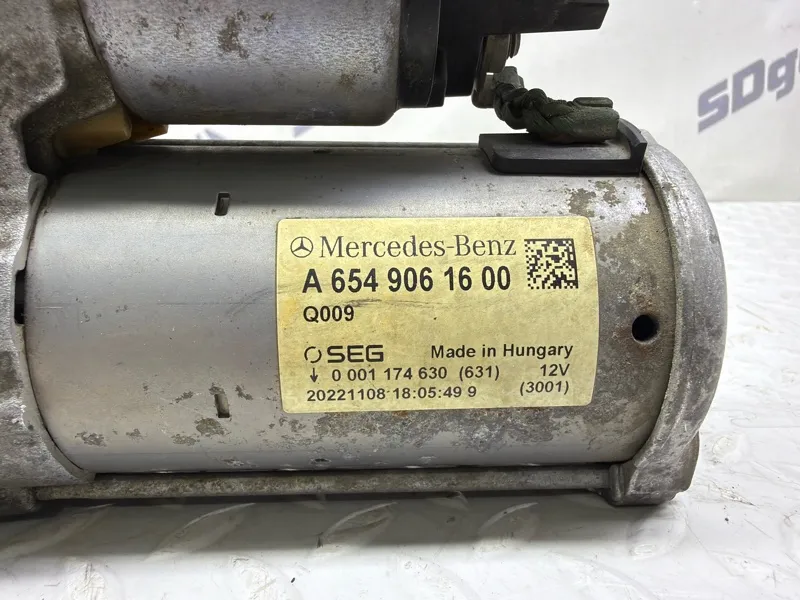 SDg
Mercedes-Benz
A 654 906 16 00
Q009
SEG Made in Hungary
0 001 174 630 (631) 12V
20221108 18:05:49 9 (3001)